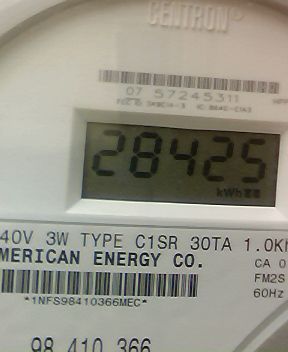 CENTRON®
07 57245311
28425
kWh
40V 3W TYPE C1SR 30TA 1.0Kh
MERICAN ENERGY CO.
CA 0
FM2S
60Hz
*1NFS98410366MEC*
98 410 366